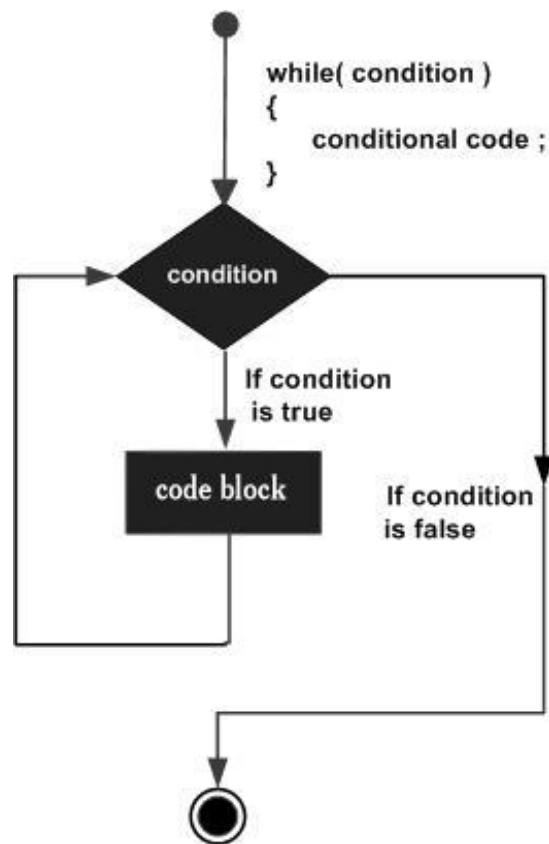 while( condition )
{
conditional code ;
}
condition
If condition
is true
code block
If condition
is false